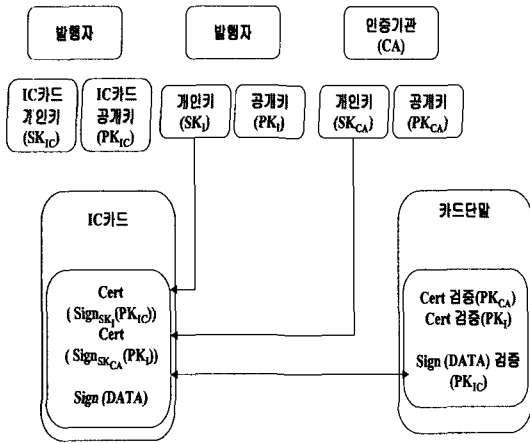 발행자
발행자
인증기관
(CA)
IC카드
개인키
(SK_IC)
IC카드
공개키
(PK_IC)
개인키
(SK_I)
공개키
(PK_I)
개인키
(SK_CA)
공개키
(PK_CA)
IC카드
Cert
( Sign_SK_I(PK_IC))
Cert
(Sign_SK_CA(PK_I))
Sign (DATA)
카드단말
Cert 검증(PK_CA)
Cert 검증(PK_I)
Sign (DATA) 검증
(PK_IC)